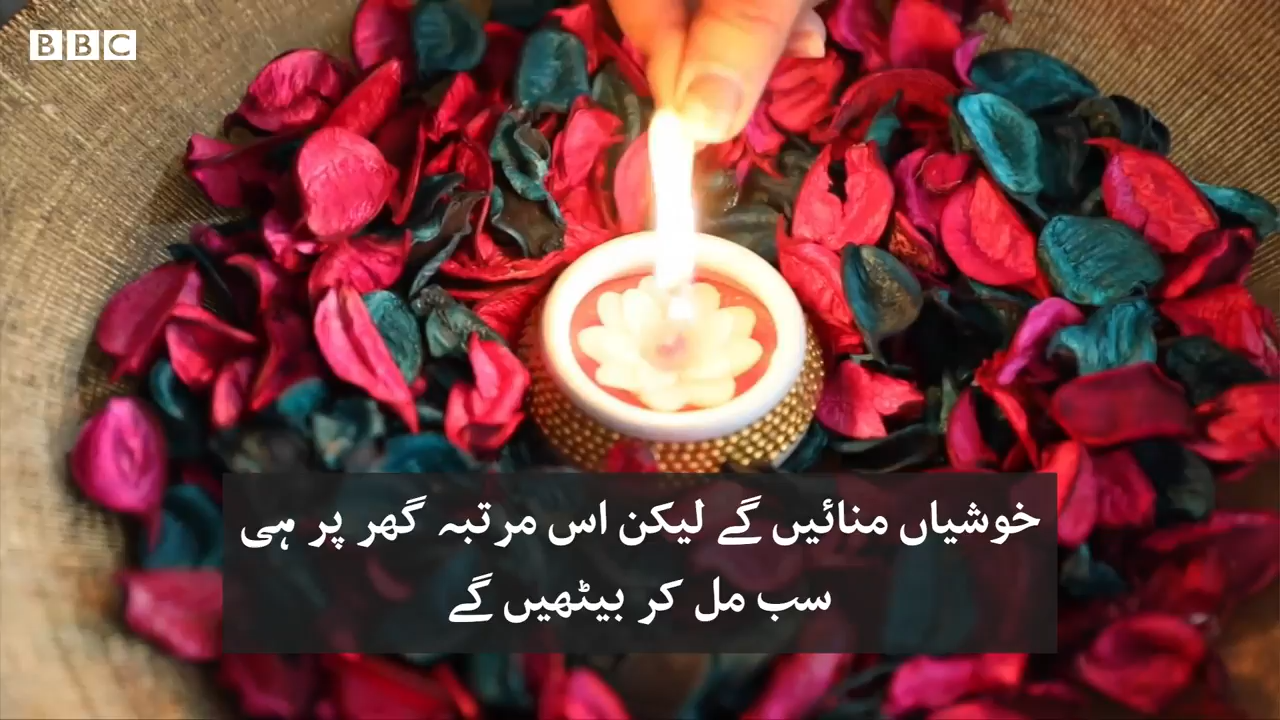 BBC
خوشیاں منائیں گے لیکن اس مرتبہ گھر پر ہی
سب مل کر بیٹھیں گے